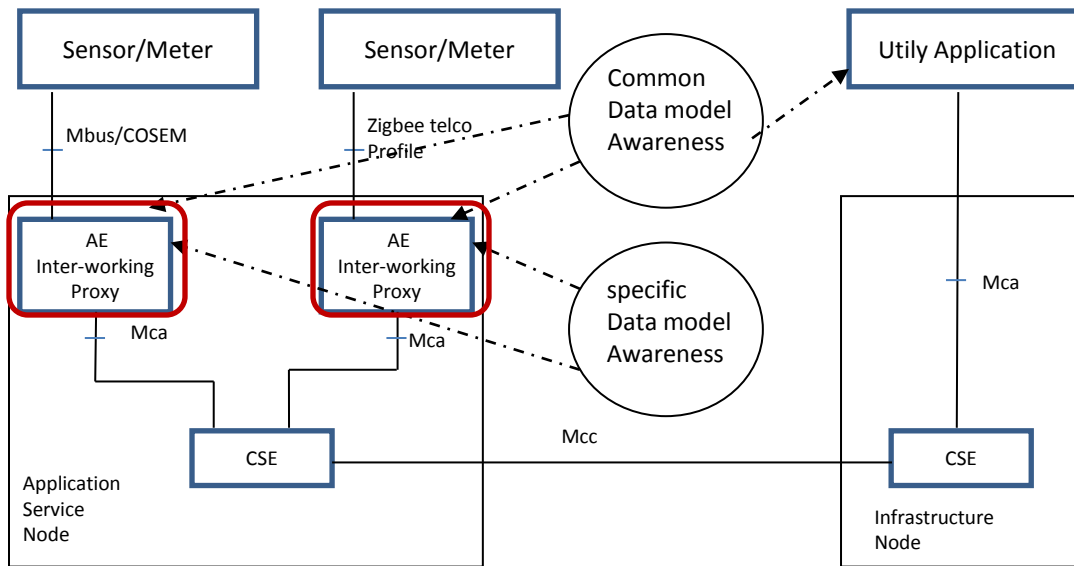 Sensor/Meter
Sensor/Meter
Utily Application
Common
Data model
Awareness
Mbus/COSEM
Zigbee telco
Profile
AE
Inter-working
Proxy
AE
Inter-working
Proxy
specific
Data model
Awareness
Mca
Mca
Mca
Mcc
CSE
CSE
Application
Service
Node
Infrastructure
Node